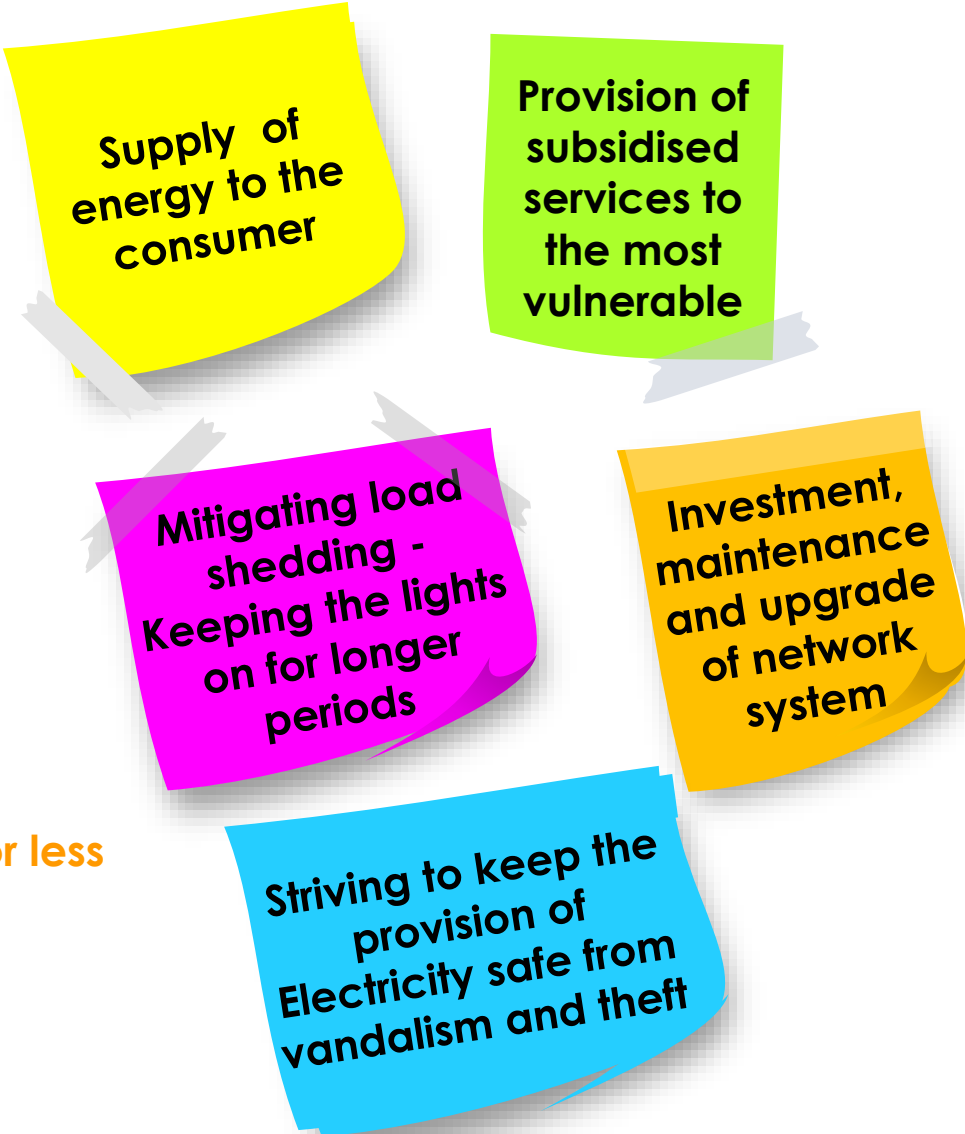 Supply of
energy to the
consumer
Provision of
subsidised
services to
the most
vulnerable
Mitigating load
shedding -
Keeping the lights
on for longer
periods
Investment,
maintenance
and upgrade
of network
system
less
Striving to keep the
provision of
Electricity safe from
vandalism and theft